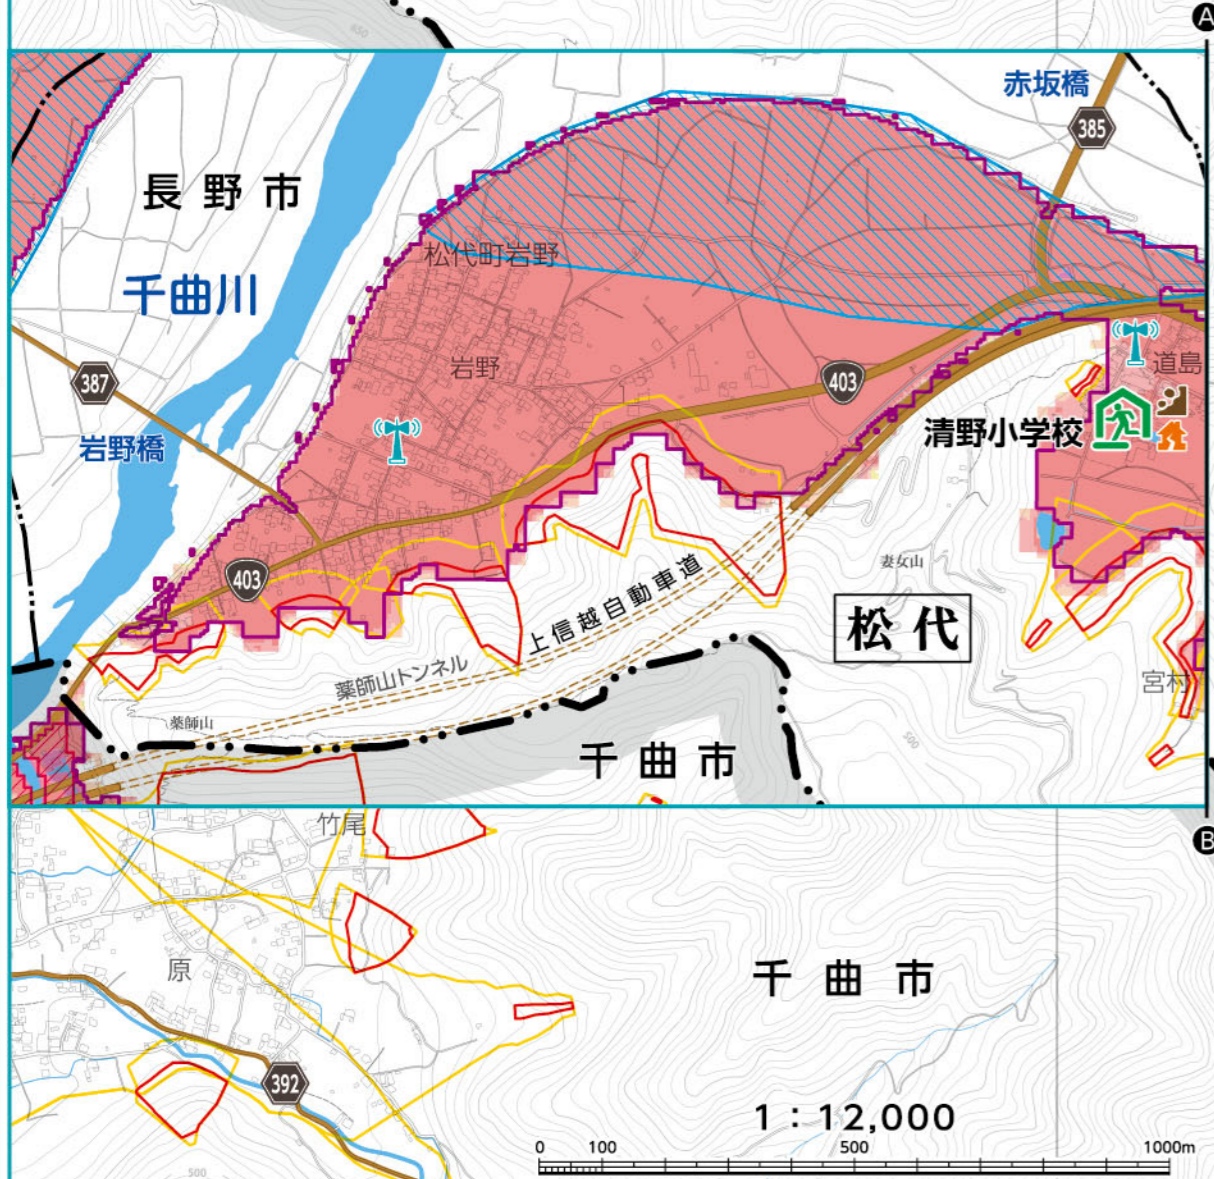 650
A
赤坂橋
385
長野市
千曲川
松代町岩野
387
岩野
403
道島
清野小学校
岩野橋
403
上信越自動車道
妻女山
松代
薬師山トンネル
宮村
薬師山
500
千曲市
竹尾
B
原
千曲市
392
1：12,000
0 100 500 1000m
500